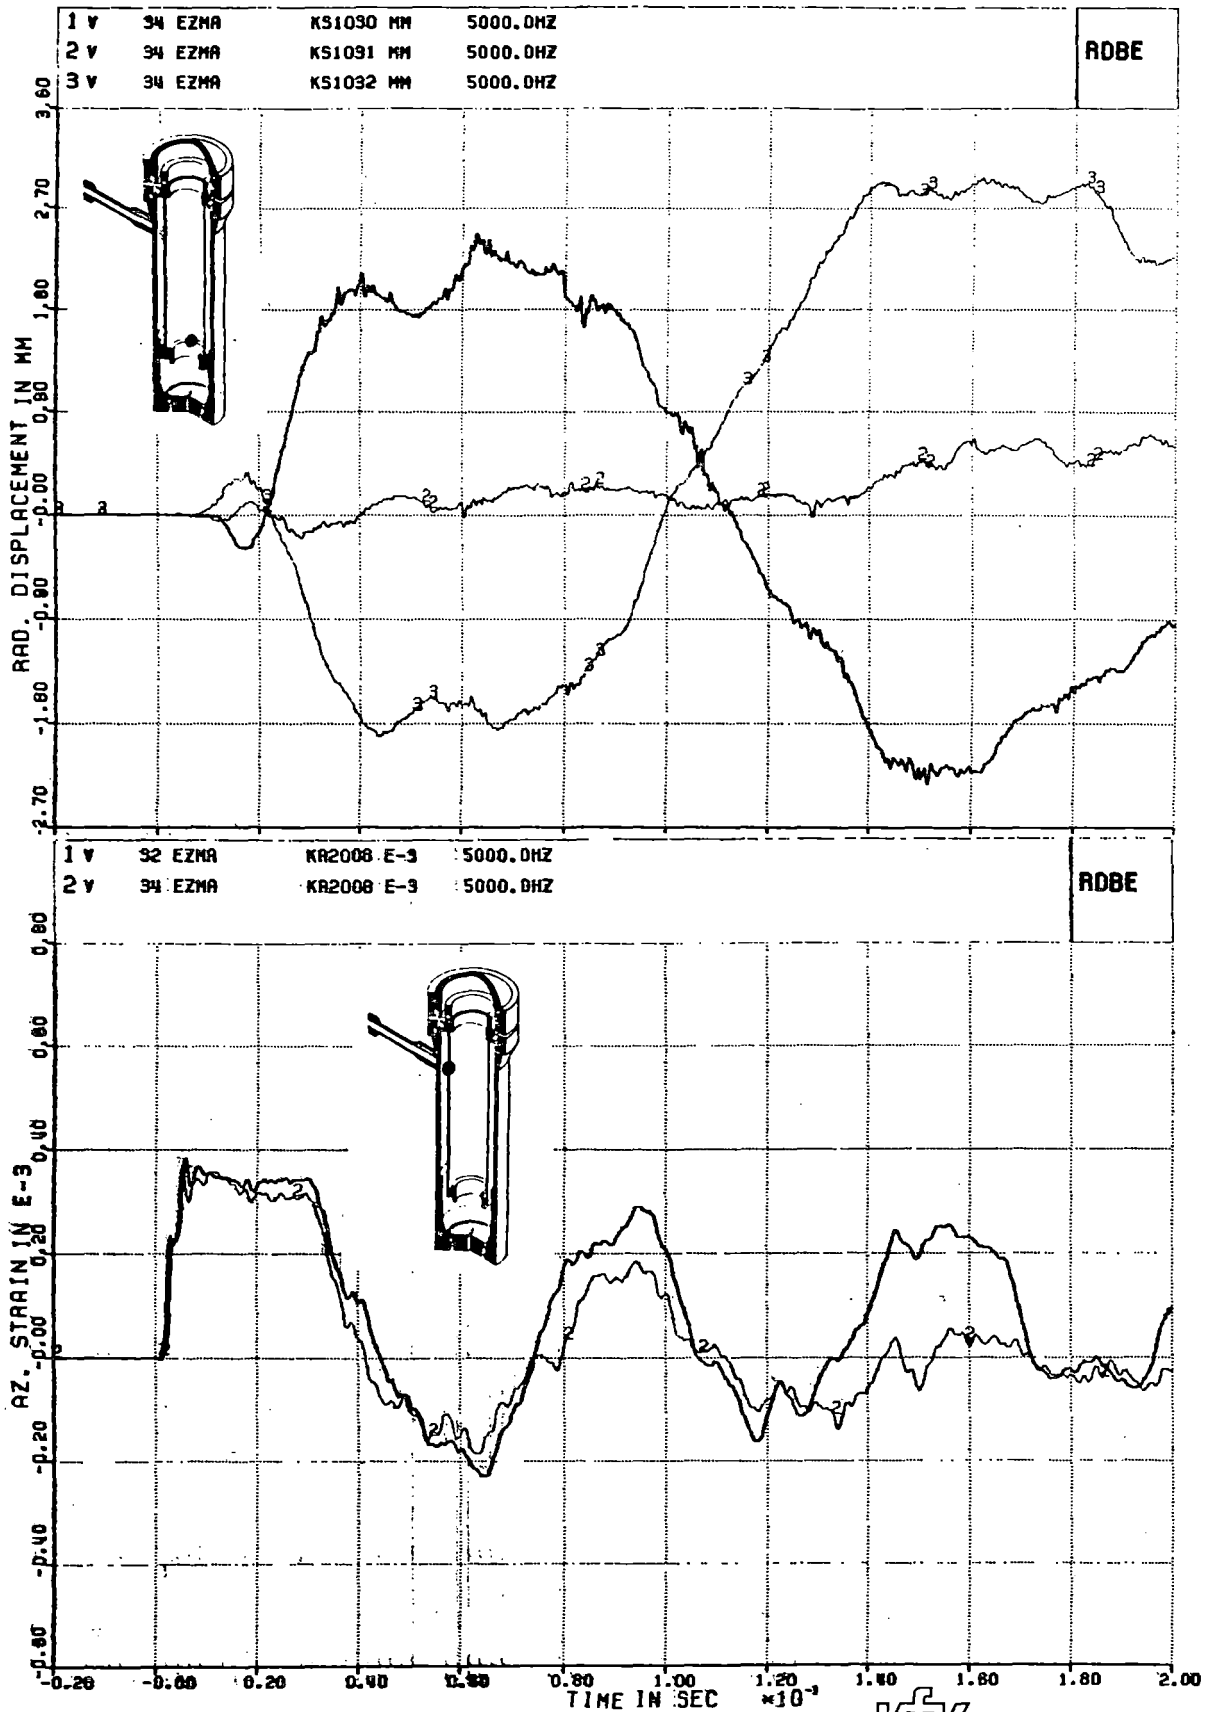 1 V 34 EZMA KS1030 MM 5000.0HZ
2 V 34 EZMA KS1031 MM 5000.0HZ
3 V 34 EZMA KS1032 MM 5000.0HZ
RDBE
3,60
2,70
1,80
0,90
-0.00
-0.90
-1.80
-2.70
RAD. DISPLACEMENT IN MM
1 V 32 EZMA KA2008 E-3 5000.0HZ
2 V 34 EZMA KA2008 E-3 5000.0HZ
RDBE
0,80
0,60
0,40
0,20
-0.00
-0.20
-0.40
-0.60
AZ. STRAIN IN E-3
-0.20 -0.00 0.20 0.40 0.60 0.80 1.00 1.20 1.40 1.60 1.80 2.00
TIME IN SEC *10⁻³
KfK